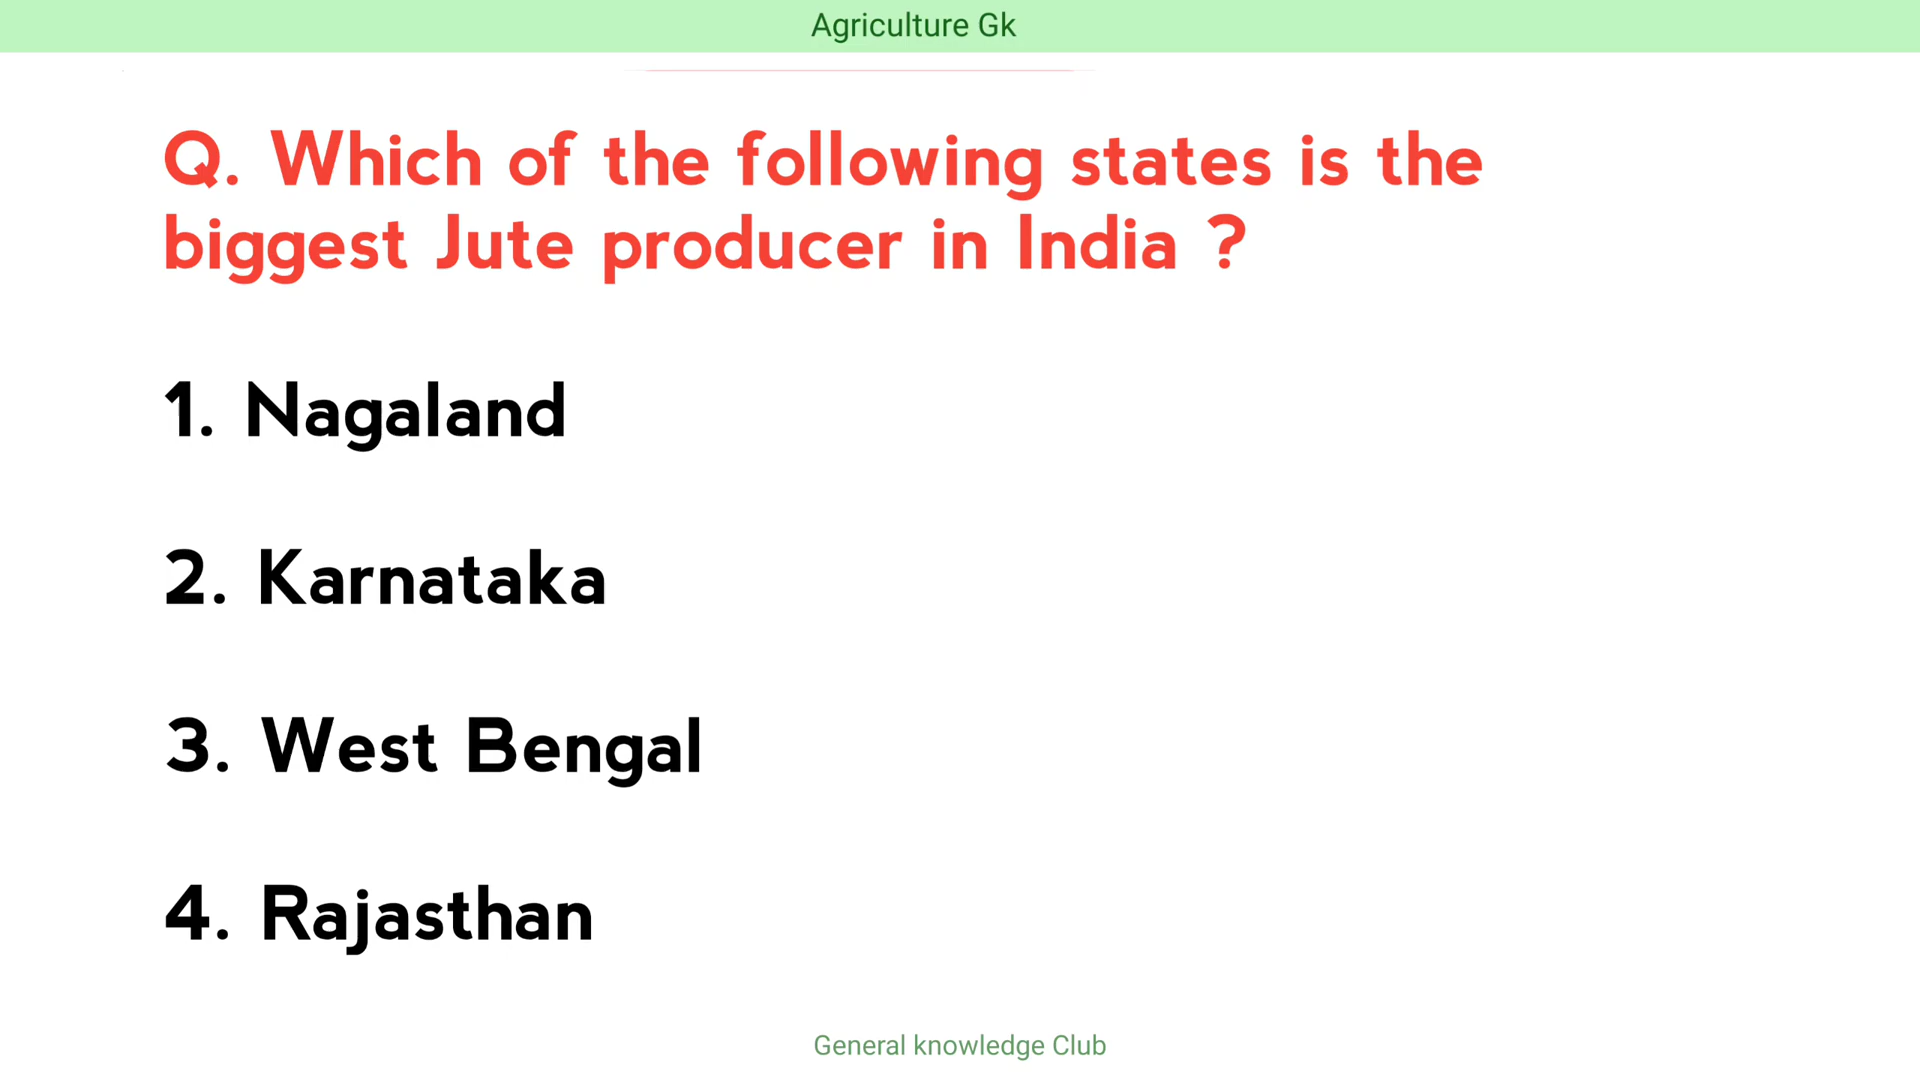 Agriculture Gk
Q. Which of the following states is the
biggest Jute producer in India ?
1. Nagaland
2. Karnataka
3. West Bengal
4. Rajasthan
General knowledge Club